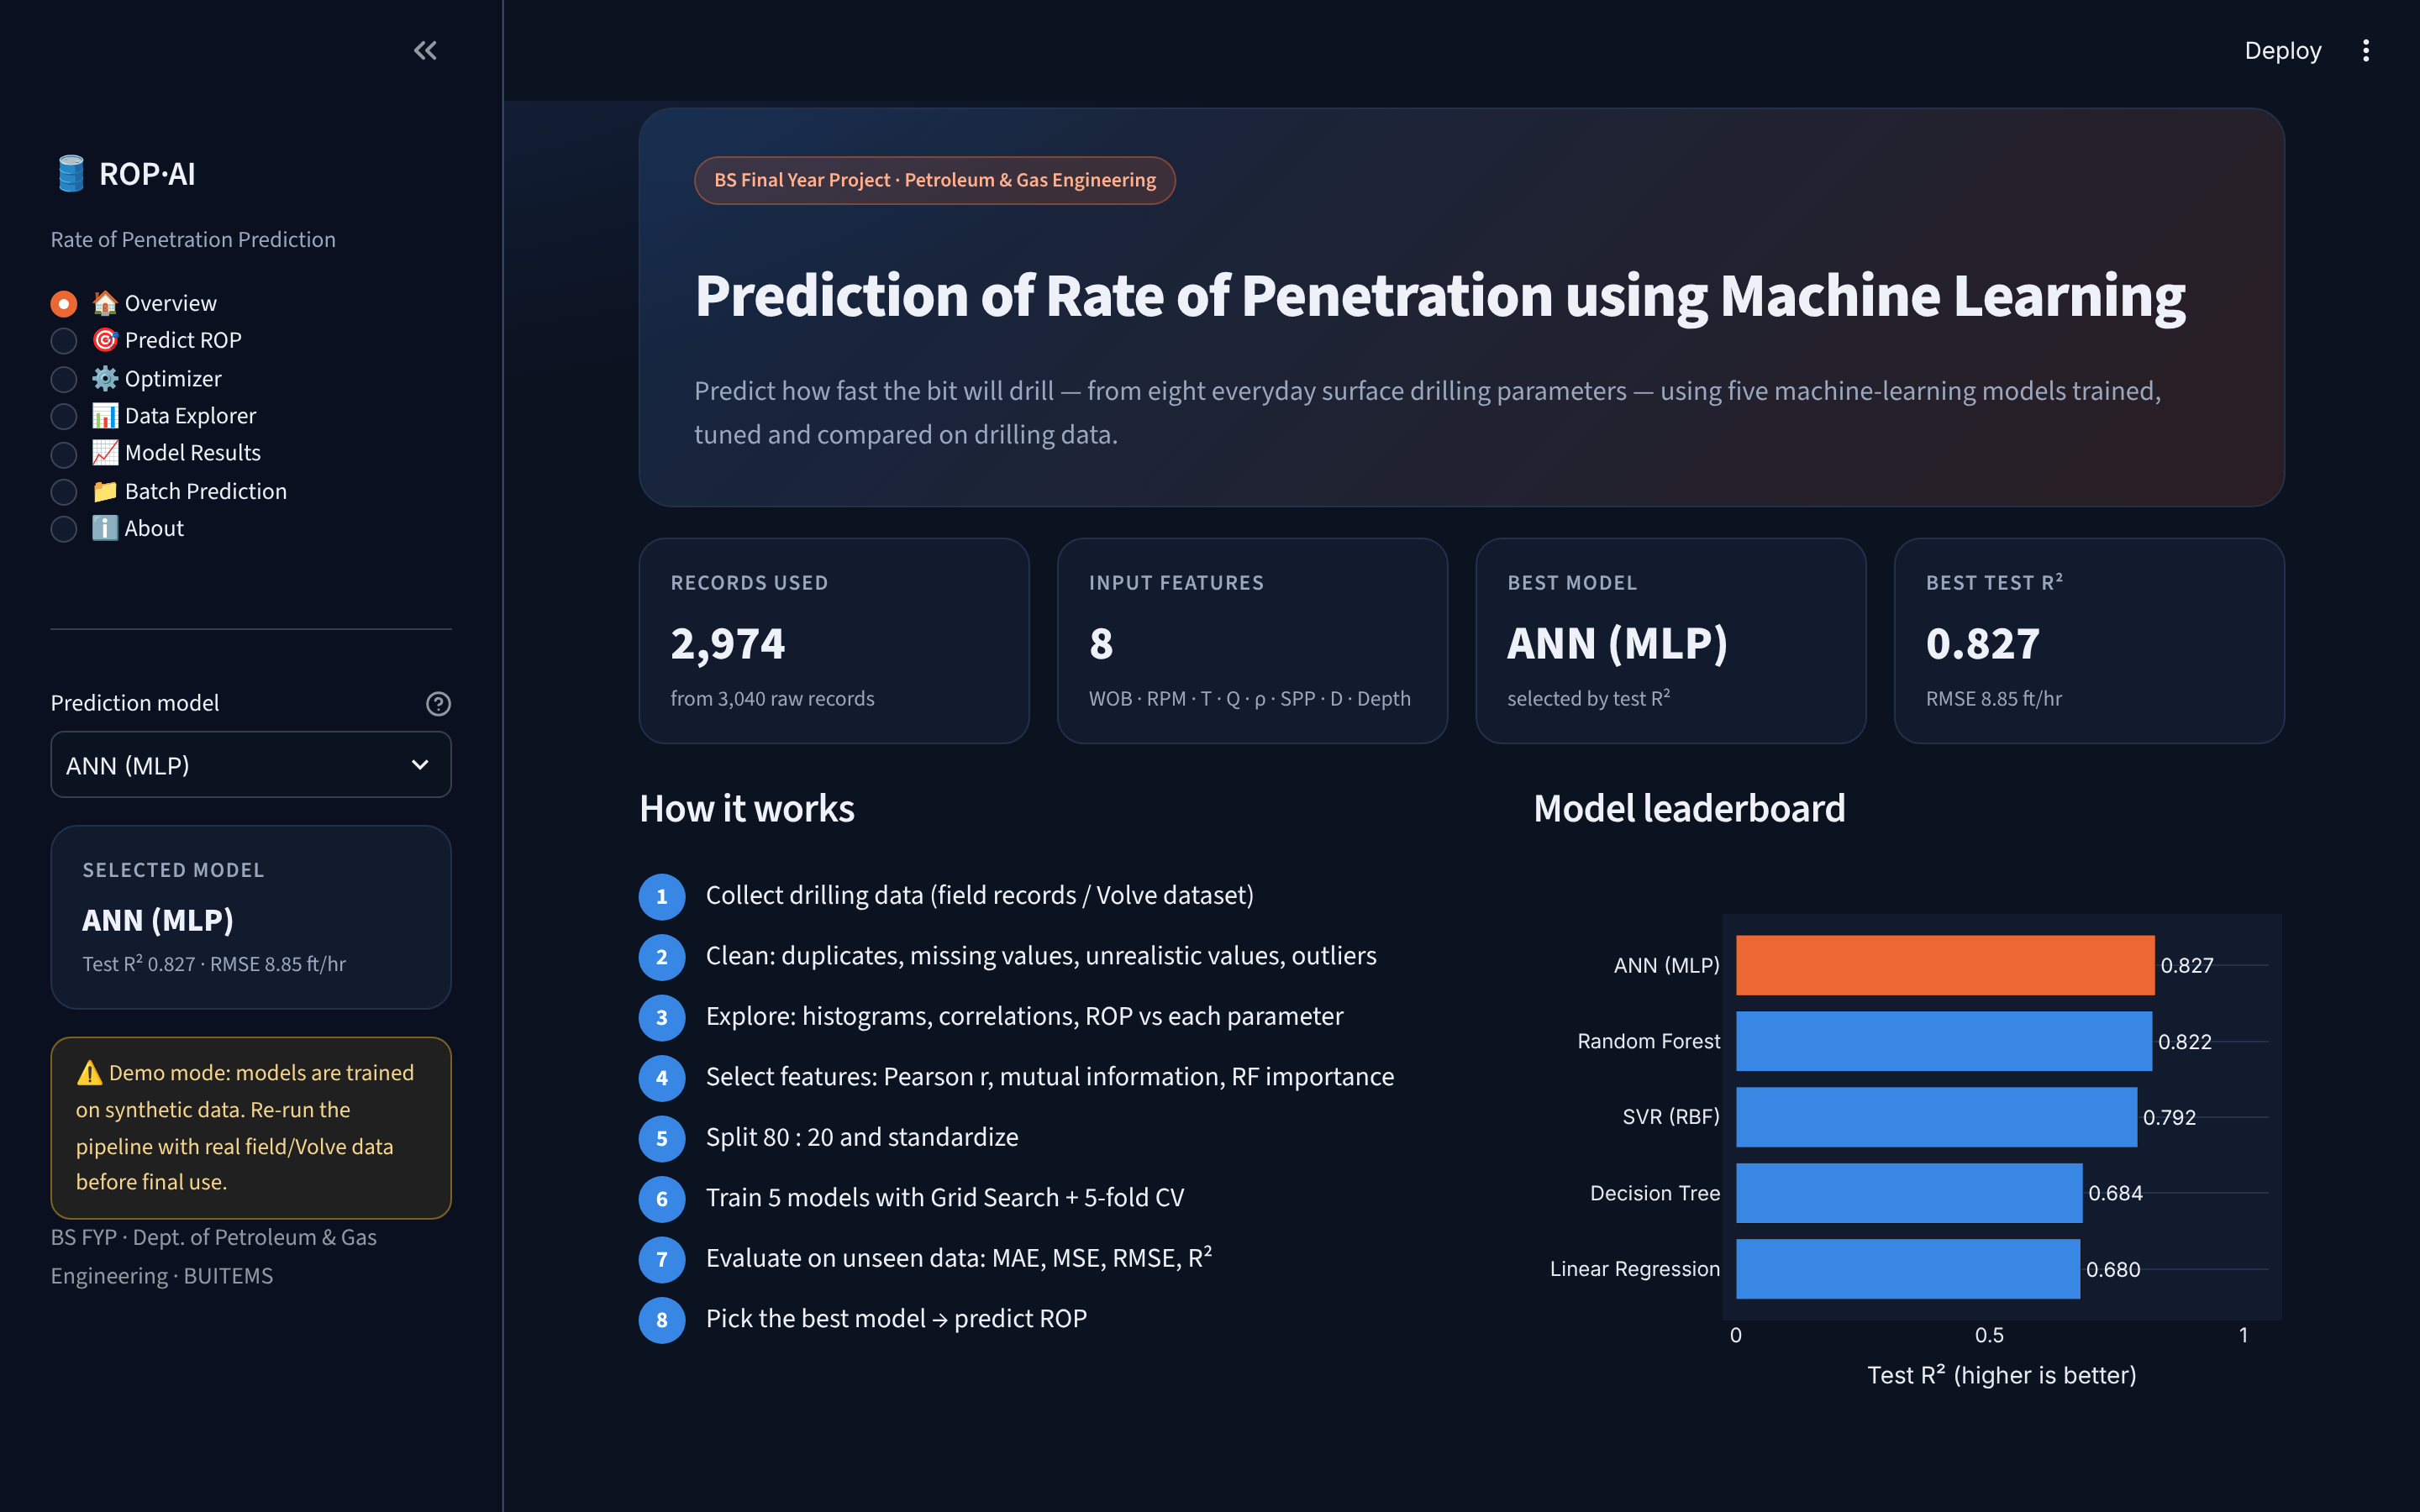 Deploy
ROP·AI
Rate of Penetration Prediction
Overview
Predict ROP
Optimizer
Data Explorer
Model Results
Batch Prediction
About
Prediction model
ANN (MLP)
SELECTED MODEL
ANN (MLP)
Test R² 0.827 · RMSE 8.85 ft/hr
⚠️ Demo mode: models are trained
on synthetic data. Re-run the
pipeline with real field/Volve data
before final use.
BS FYP · Dept. of Petroleum & Gas
Engineering · BUITEMS
BS Final Year Project · Petroleum & Gas Engineering
Prediction of Rate of Penetration using Machine Learning
Predict how fast the bit will drill — from eight everyday surface drilling parameters — using five machine-learning models trained,
tuned and compared on drilling data.
RECORDS USED
2,974
from 3,040 raw records
INPUT FEATURES
8
WOB · RPM · T · Q · ρ · SPP · D · Depth
BEST MODEL
ANN (MLP)
selected by test R²
BEST TEST R²
0.827
RMSE 8.85 ft/hr
How it works
1 Collect drilling data (field records / Volve dataset)
2 Clean: duplicates, missing values, unrealistic values, outliers
3 Explore: histograms, correlations, ROP vs each parameter
4 Select features: Pearson r, mutual information, RF importance
5 Split 80 : 20 and standardize
6 Train 5 models with Grid Search + 5-fold CV
7 Evaluate on unseen data: MAE, MSE, RMSE, R²
8 Pick the best model → predict ROP
Model leaderboard
ANN (MLP) 0.827
Random Forest 0.822
SVR (RBF) 0.792
Decision Tree 0.684
Linear Regression 0.680
0 0.5 1
Test R² (higher is better)